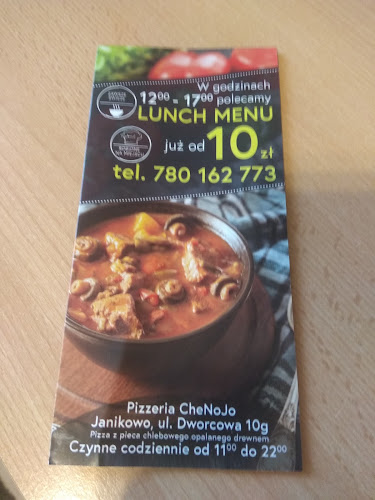 W godzinach
12⁰⁰ - 17⁰⁰ polecamy
LUNCH MENU
już od 10 zł
tel. 780 162 773
Pizzeria CheNoJo
Janikowo, ul. Dworcowa 10g
Pizza z pieca chlebowego opalanego drewnem
Czynne codziennie od 11⁰⁰ do 22⁰⁰